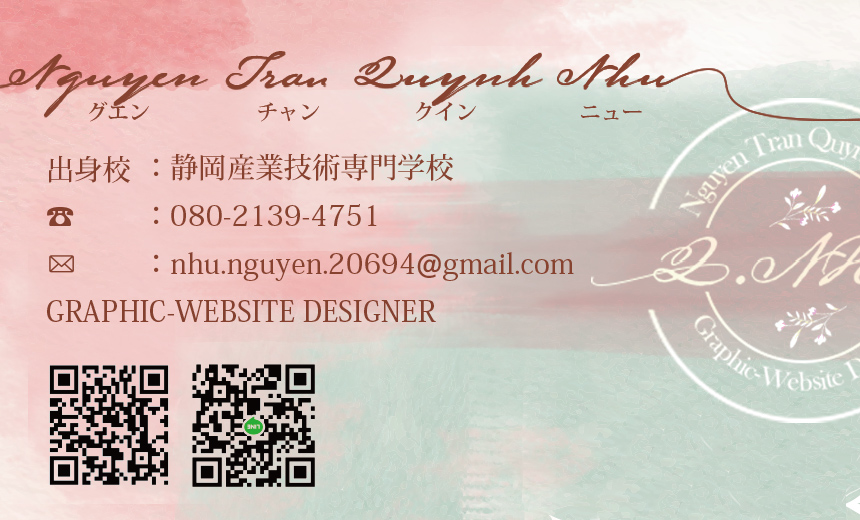 Nguyen Tran Quynh Nhu
グエン チャン クイン ニュー
出身校 : 静岡産業技術専門学校
☎ : 080-2139-4751
✉ : nhu.nguyen.20694@gmail.com
GRAPHIC-WEBSITE DESIGNER
LINE
Nguyen Tran Quyn
Q.Nh
Graphic-Website